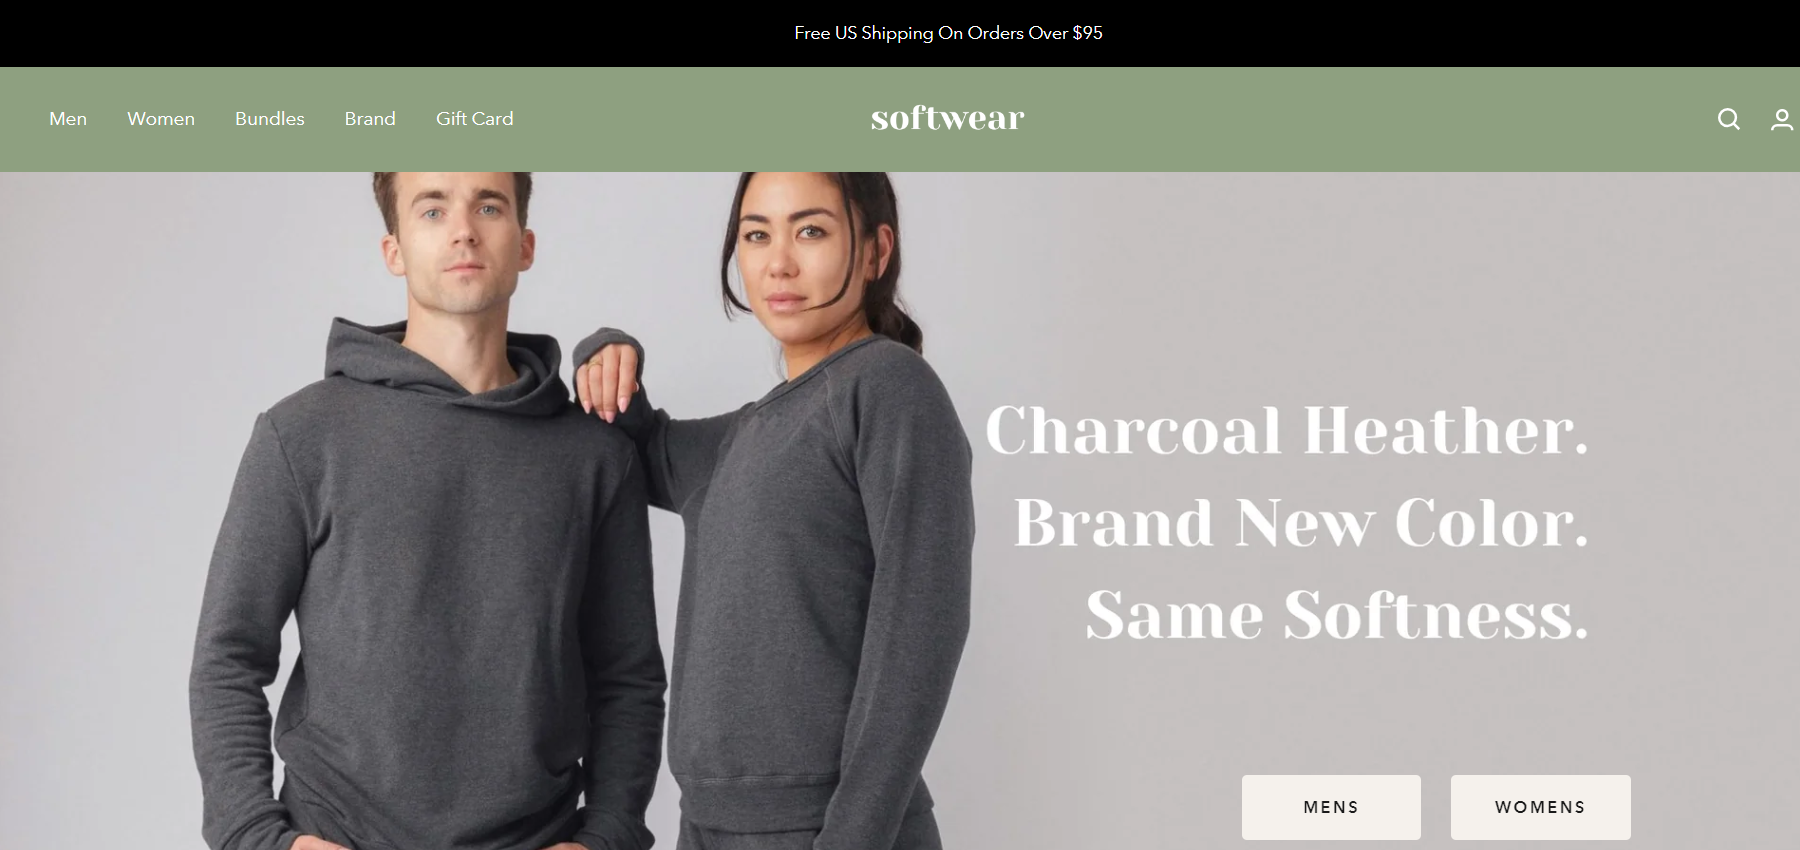 Free US Shipping On Orders Over $95
Men Women Bundles Brand Gift Card
softwear
Charcoal Heather.
Brand New Color.
Same Softness.
MENS WOMENS